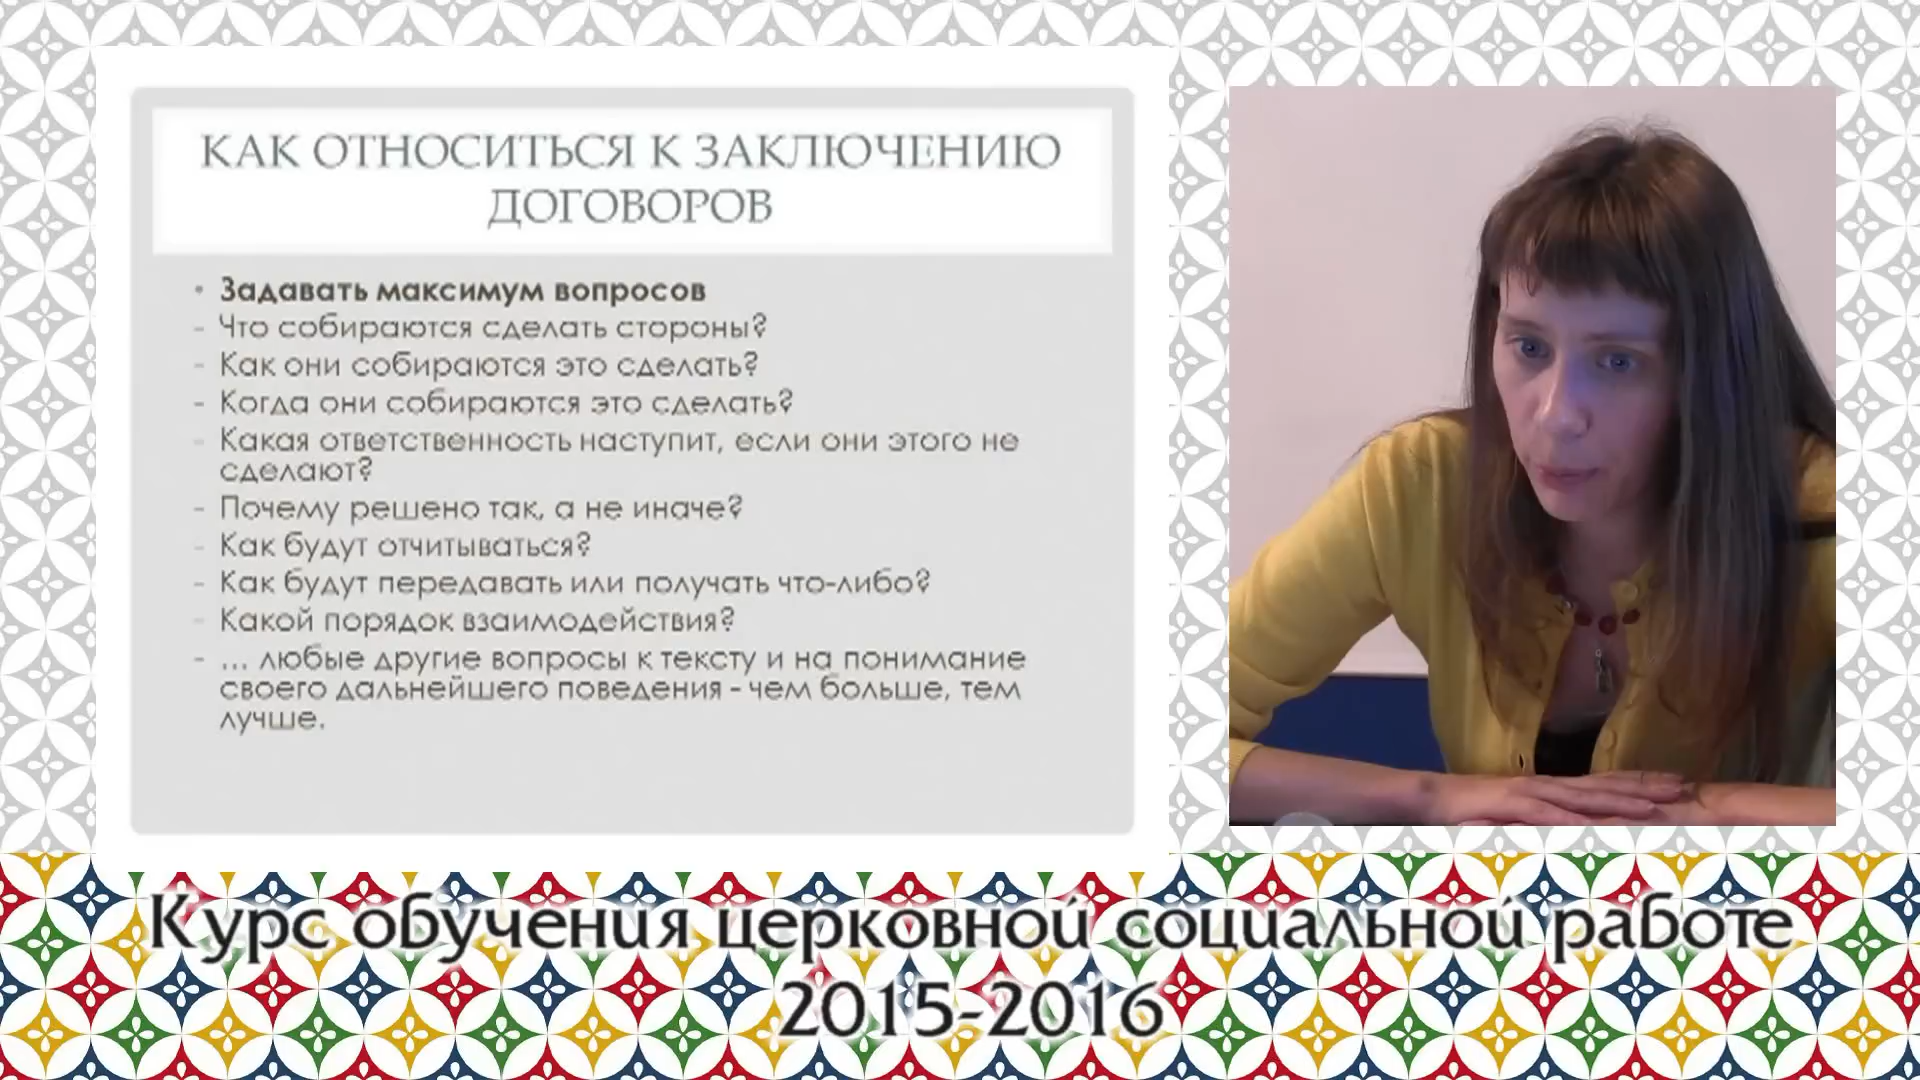 КАК ОТНОСИТЬСЯ К ЗАКЛЮЧЕНИЮ
ДОГОВОРОВ
• Задавать максимум вопросов
- Что собираются сделать стороны?
- Как они собираются это сделать?
- Когда они собираются это сделать?
- Какая ответственность наступит, если они этого не
сделают?
- Почему решено так, а не иначе?
- Как будут отчитываться?
- Как будут передавать или получать что-либо?
- Какой порядок взаимодействия?
- ... любые другие вопросы к тексту и на понимание
своего дальнейшего поведения - чем больше, тем
лучше.
Курс обучения церковной социальной работе
2015-2016